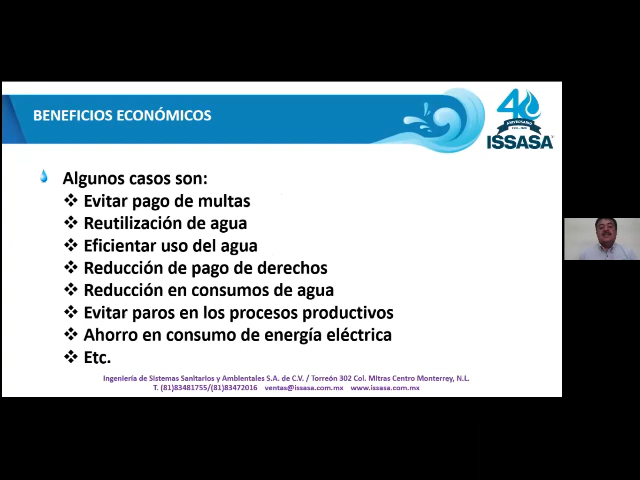 BENEFICIOS ECONÓMICOS
40
ANIVERSARIO
ISSASA
Algunos casos son:
❖ Evitar pago de multas
❖ Reutilización de agua
❖ Eficientar uso del agua
❖ Reducción de pago de derechos
❖ Reducción en consumos de agua
❖ Evitar paros en los procesos productivos
❖ Ahorro en consumo de energía eléctrica
❖ Etc.
Ingeniería de Sistemas Sanitarios y Ambientales S.A. de C.V. / Torreón 302 Col. Mitras Centro Monterrey, N.L.
T. (81)83481755/(81)83472016 ventas@issasa.com.mx www.issasa.com.mx